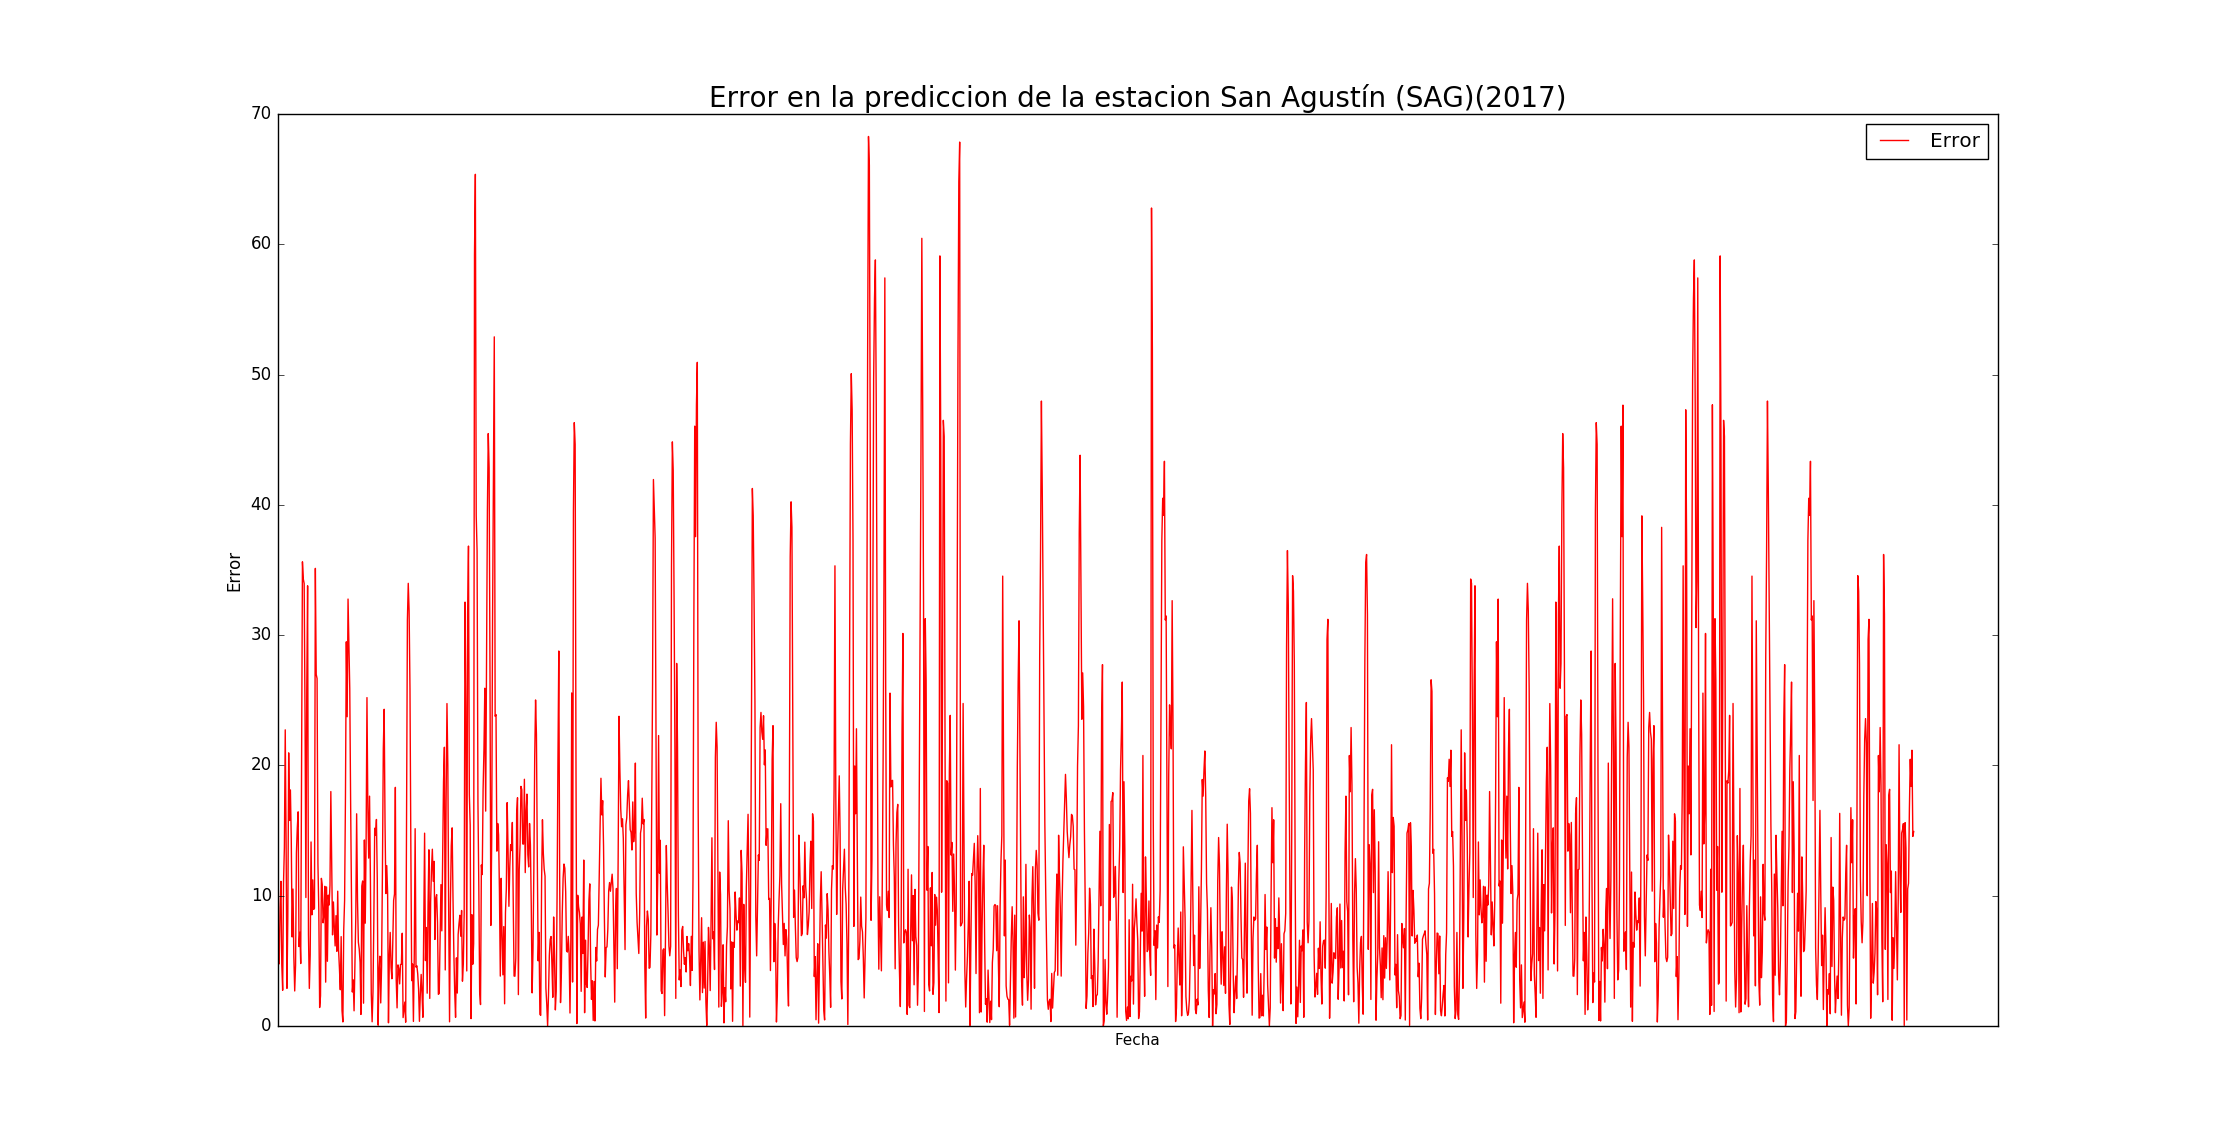 Error en la prediccion de la estacion San Agustín (SAG)(2017)
70
Error
60
50
40
Error
30
20
10
0
Fecha